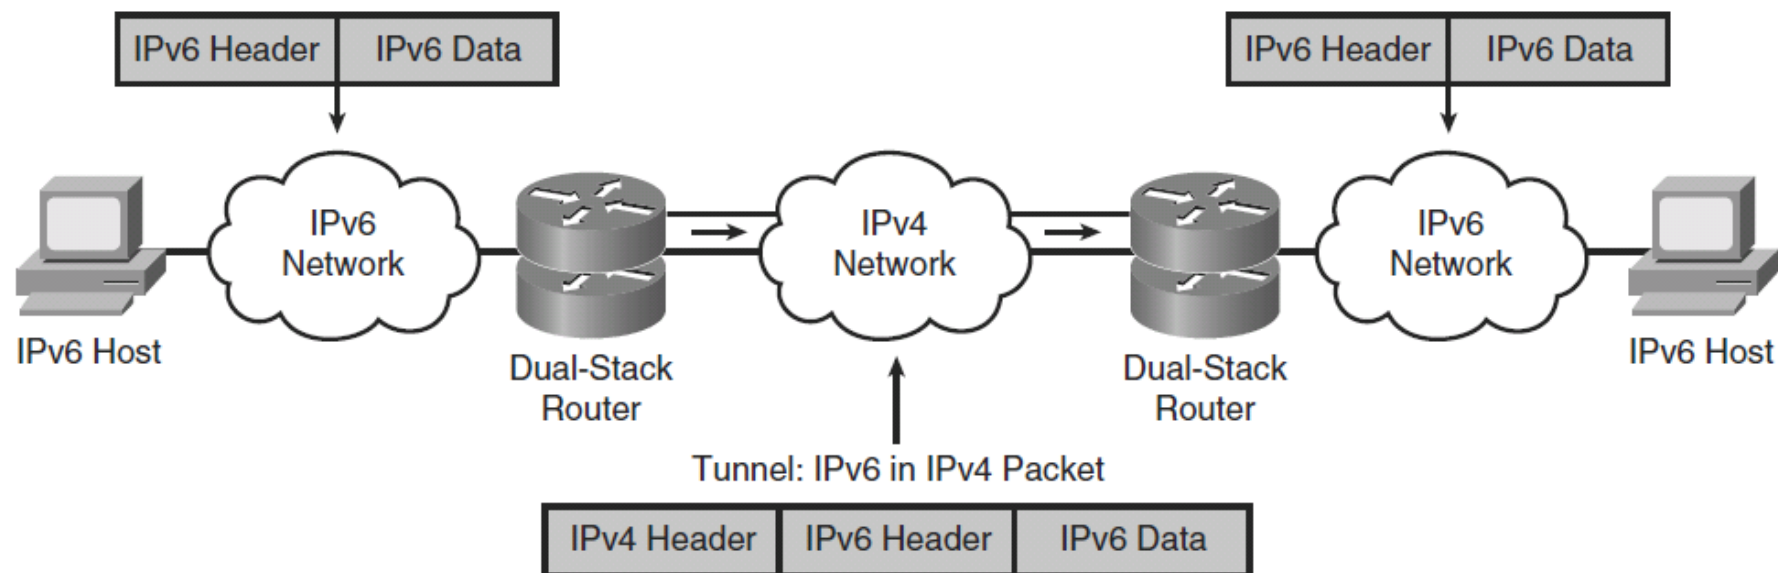 IPv6 Header IPv6 Data
IPv6 Header IPv6 Data
IPv6
Network
IPv4
Network
IPv6
Network
IPv6 Host
Dual-Stack
Router
Dual-Stack
Router
IPv6 Host
Tunnel: IPv6 in IPv4 Packet
IPv4 Header IPv6 Header IPv6 Data